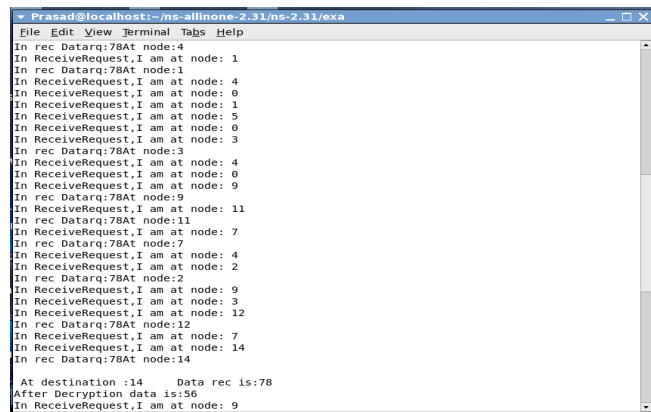 Prasad@localhost:~/ns-allinone-2.31/ns-2.31/exa
File Edit View Terminal Tabs Help
In rec Datarq:78At node:4
In ReceiveRequest,I am at node: 1
In rec Datarq:78At node:1
In ReceiveRequest,I am at node: 4
In ReceiveRequest,I am at node: 0
In ReceiveRequest,I am at node: 1
In ReceiveRequest,I am at node: 5
In ReceiveRequest,I am at node: 0
In ReceiveRequest,I am at node: 3
In rec Datarq:78At node:3
In ReceiveRequest,I am at node: 4
In ReceiveRequest,I am at node: 0
In ReceiveRequest,I am at node: 9
In rec Datarq:78At node:9
In ReceiveRequest,I am at node: 11
In rec Datarq:78At node:11
In ReceiveRequest,I am at node: 7
In rec Datarq:78At node:7
In ReceiveRequest,I am at node: 4
In ReceiveRequest,I am at node: 2
In rec Datarq:78At node:2
In ReceiveRequest,I am at node: 9
In ReceiveRequest,I am at node: 3
In ReceiveRequest,I am at node: 12
In rec Datarq:78At node:12
In ReceiveRequest,I am at node: 7
In ReceiveRequest,I am at node: 14
In rec Datarq:78At node:14
At destination :14 Data rec is:78
After Decryption data is:56
In ReceiveRequest,I am at node: 9